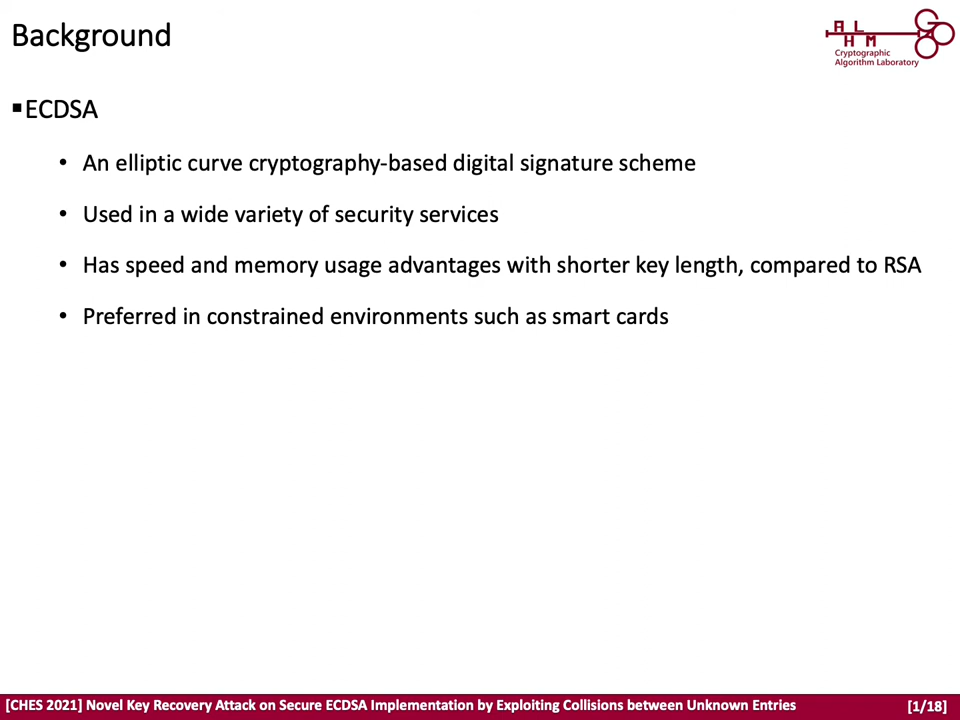 Background
ALHM
Cryptographic
Algorithm Laboratory
▪ECDSA
• An elliptic curve cryptography-based digital signature scheme
• Used in a wide variety of security services
• Has speed and memory usage advantages with shorter key length, compared to RSA
• Preferred in constrained environments such as smart cards
[CHES 2021] Novel Key Recovery Attack on Secure ECDSA Implementation by Exploiting Collisions between Unknown Entries
[1/18]